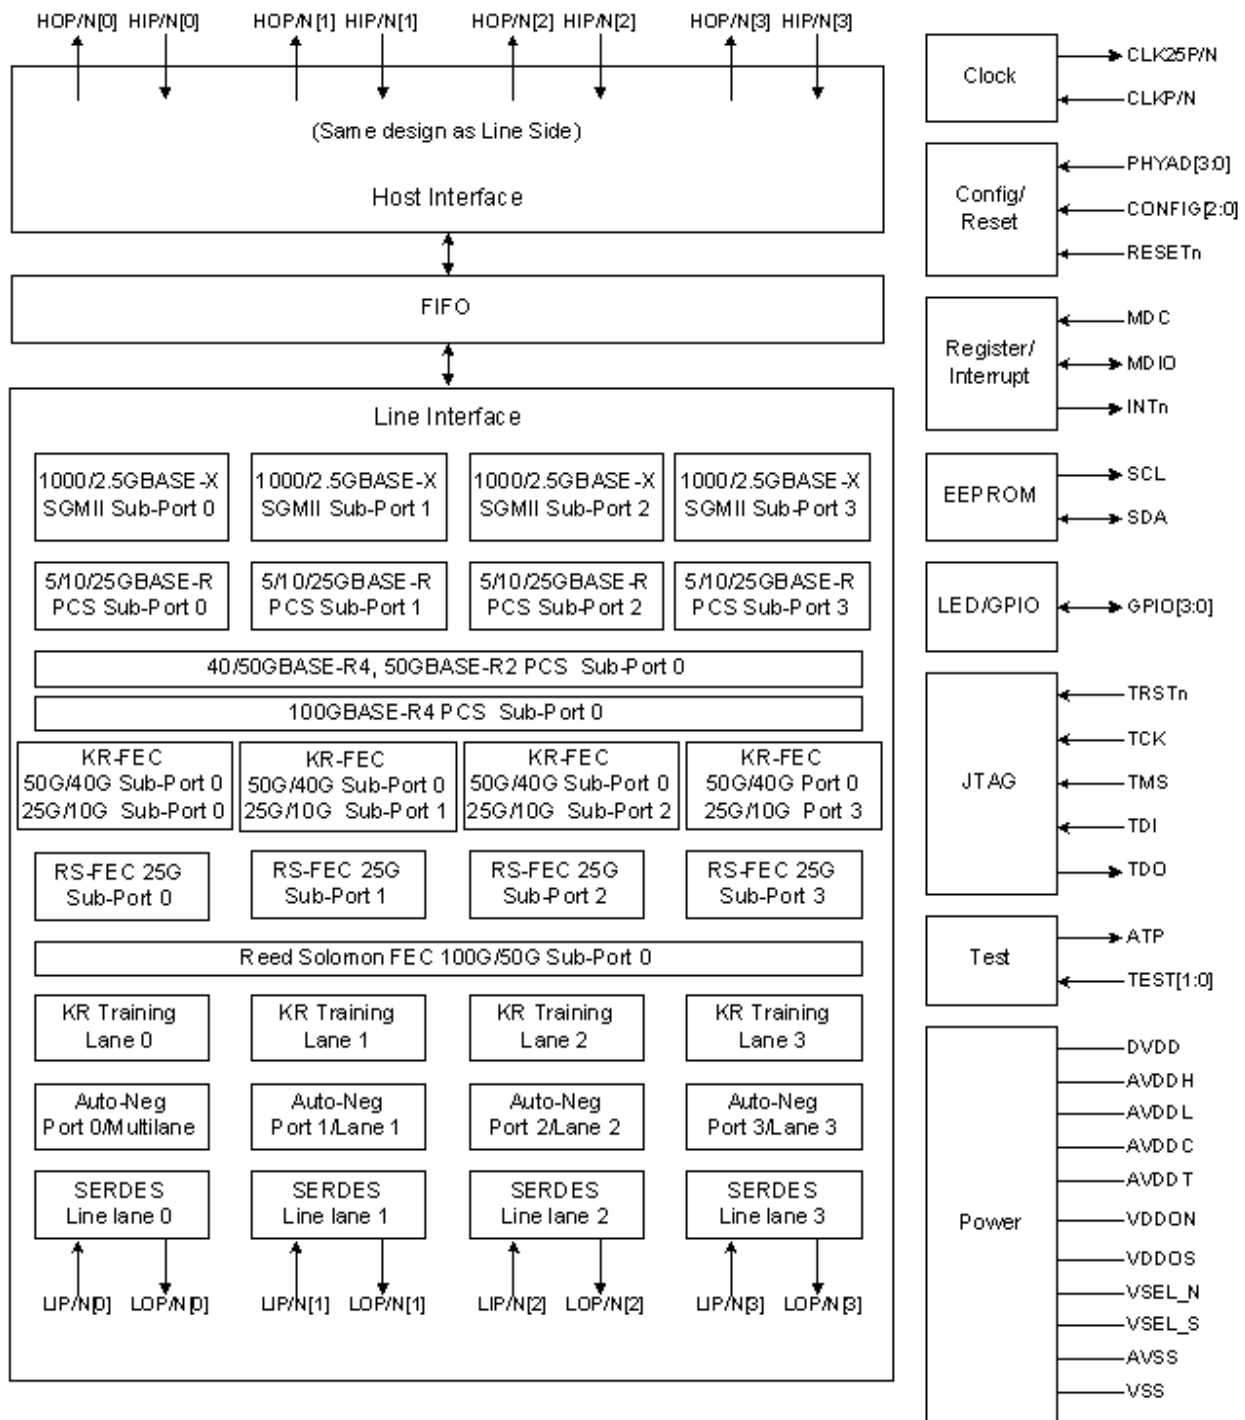 HOP/N[0] HIP/N[0] HOP/N[1] HIP/N[1] HOP/N[2] HIP/N[2] HOP/N[3] HIP/N[3]
(Same design as Line Side)
Host Interface
FIFO
Line Interface
1000/2.5GBASE-X 1000/2.5GBASE-X 1000/2.5GBASE-X 1000/2.5GBASE-X
SGMII Sub-Port 0 SGMII Sub-Port 1 SGMII Sub-Port 2 SGMII Sub-Port 3
5/10/25GBASE-R 5/10/25GBASE-R 5/10/25GBASE-R 5/10/25GBASE-R
PCS Sub-Port 0 PCS Sub-Port 1 PCS Sub-Port 2 PCS Sub-Port 3
40/50GBASE-R4, 50GBASE-R2 PCS Sub-Port 0
100GBASE-R4 PCS Sub-Port 0
KR-FEC KR-FEC KR-FEC KR-FEC
50G/40G Sub-Port 0 50G/40G Sub-Port 0 50G/40G Sub-Port 0 50G/40G Port 0
25G/10G Sub-Port 0 25G/10G Sub-Port 1 25G/10G Sub-Port 2 25G/10G Port 3
RS-FEC 25G RS-FEC 25G RS-FEC 25G RS-FEC 25G
Sub-Port 0 Sub-Port 1 Sub-Port 2 Sub-Port 3
Reed Solomon FEC 100G/50G Sub-Port 0
KR Training KR Training KR Training KR Training
Lane 0 Lane 1 Lane 2 Lane 3
Auto-Neg Auto-Neg Auto-Neg Auto-Neg
Port 0/Multilane Port 1/Lane 1 Port 2/Lane 2 Port 3/Lane 3
SERDES SERDES SERDES SERDES
Line lane 0 Line lane 1 Line lane 2 Line lane 3
LIP/N[0] LOP/N[0] LIP/N[1] LOP/N[1] LIP/N[2] LOP/N[2] LIP/N[3] LOP/N[3]
Clock
CLK25P/N
CLKP/N
Config/
Reset
PHYAD[3:0]
CONFIG[2:0]
RESETn
Register/
Interrupt
MDC
MDIO
INTn
EEPROM
SCL
SDA
LED/GPIO
GPIO[3:0]
JTAG
TRSTn
TCK
TMS
TDI
TDO
Test
ATP
TEST[1:0]
Power
DVDD
AVDDH
AVDDL
AVDDC
AVDDT
VDDON
VDDOS
VSEL_N
VSEL_S
AVSS
VSS